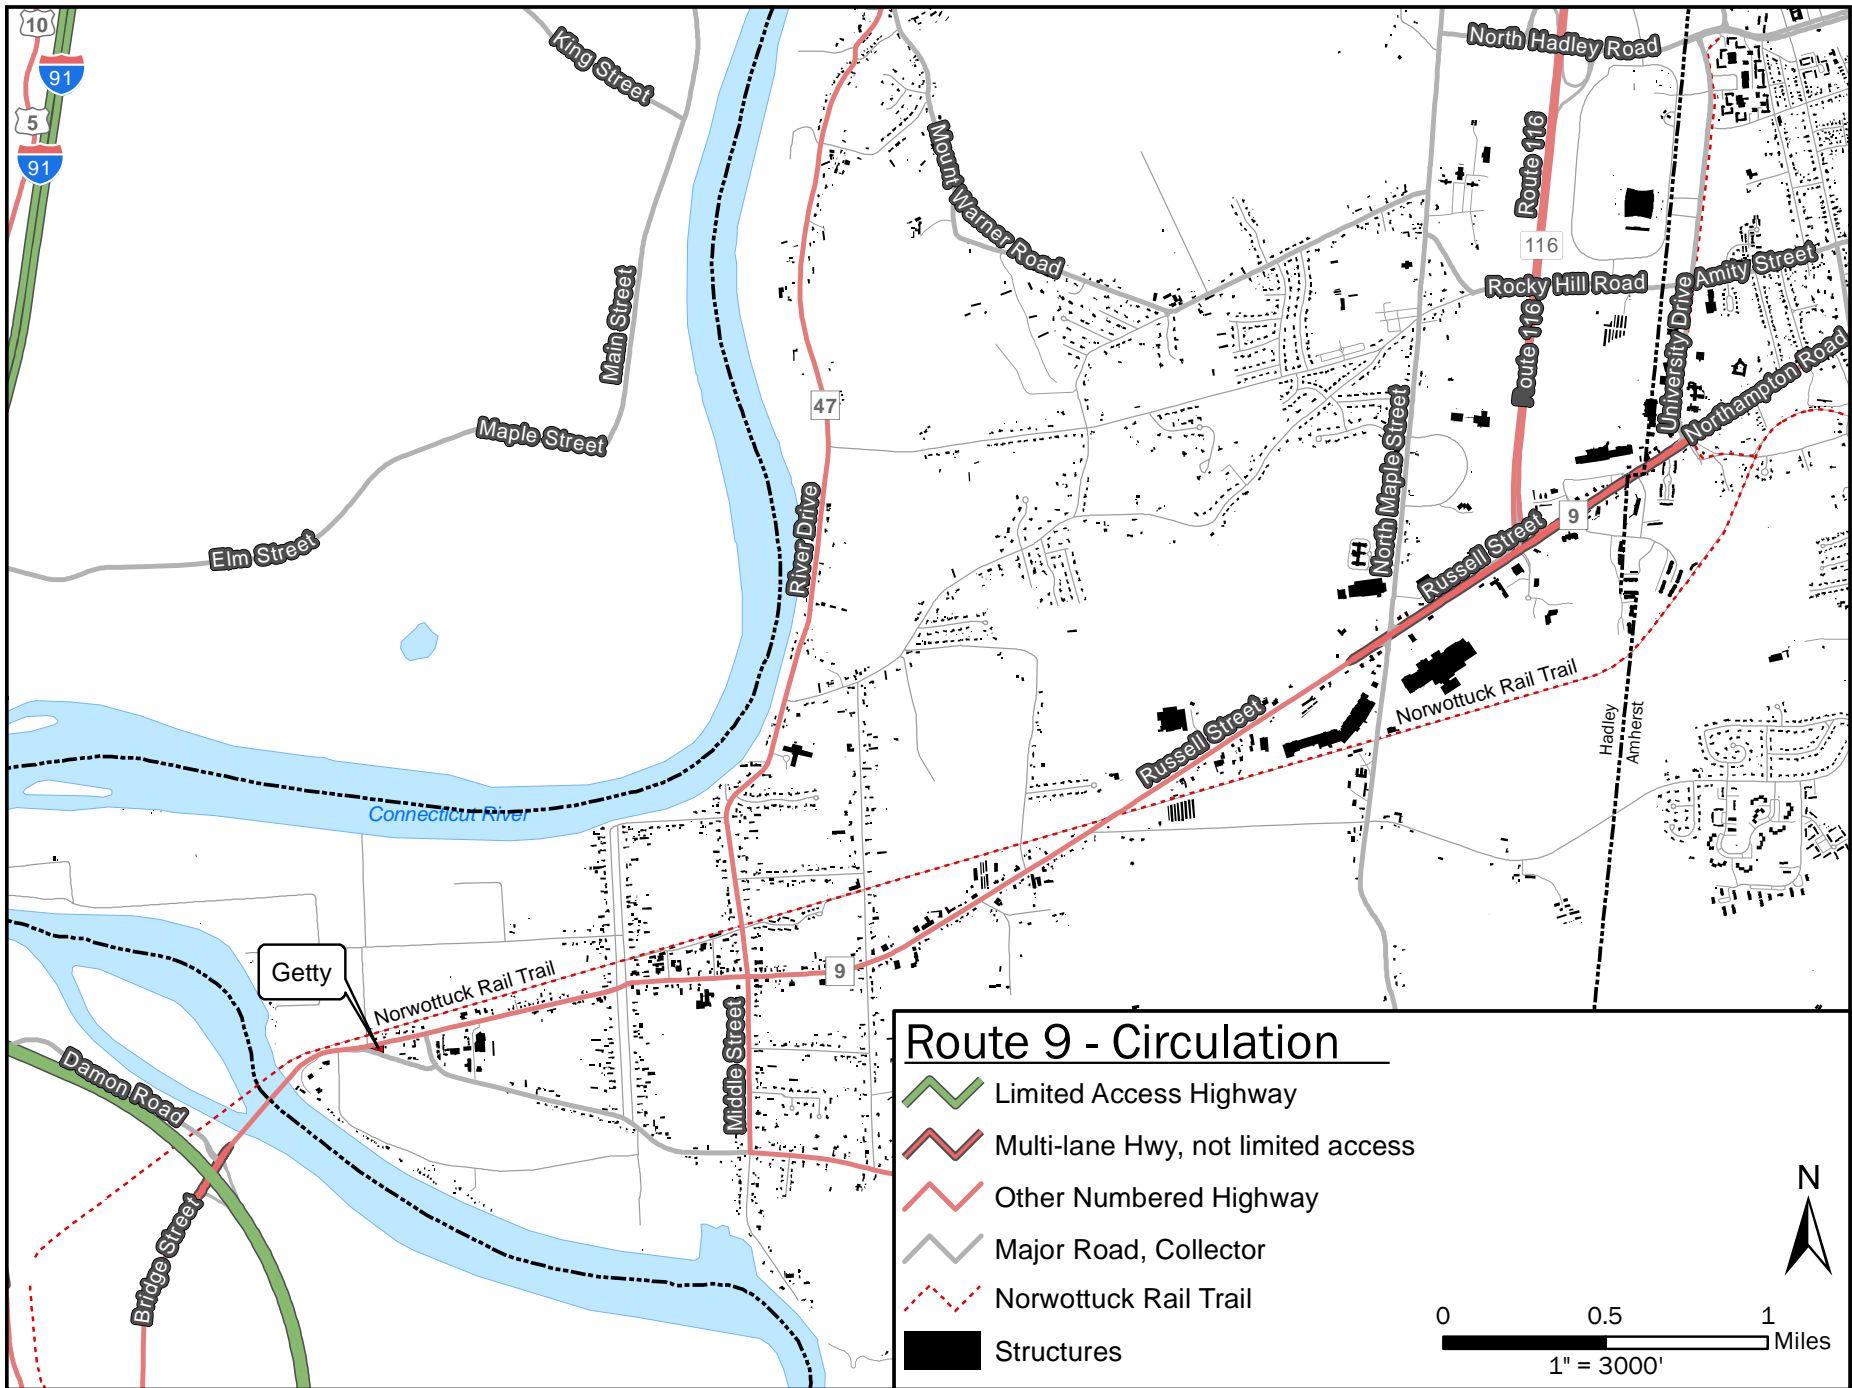 10
91
5
91
King Street
Main Street
Maple Street
Elm Street
Mount Warner Road
47
River Drive
North Hadley Road
Route 116
116
Rocky Hill Road
Amity Street
Route 116
University Drive
Northampton Road
North Maple Street
9
Russell Street
Norwottuck Rail Trail
Hadley
Amherst
Russell Street
Connecticut River
Getty
Norwottuck Rail Trail
9
Middle Street
Damon Road
Bridge Street
Route 9 - Circulation
Limited Access Highway
Multi-lane Hwy, not limited access
Other Numbered Highway
Major Road, Collector
Norwottuck Rail Trail
Structures
N
0 0.5 1
Miles
1" = 3000'